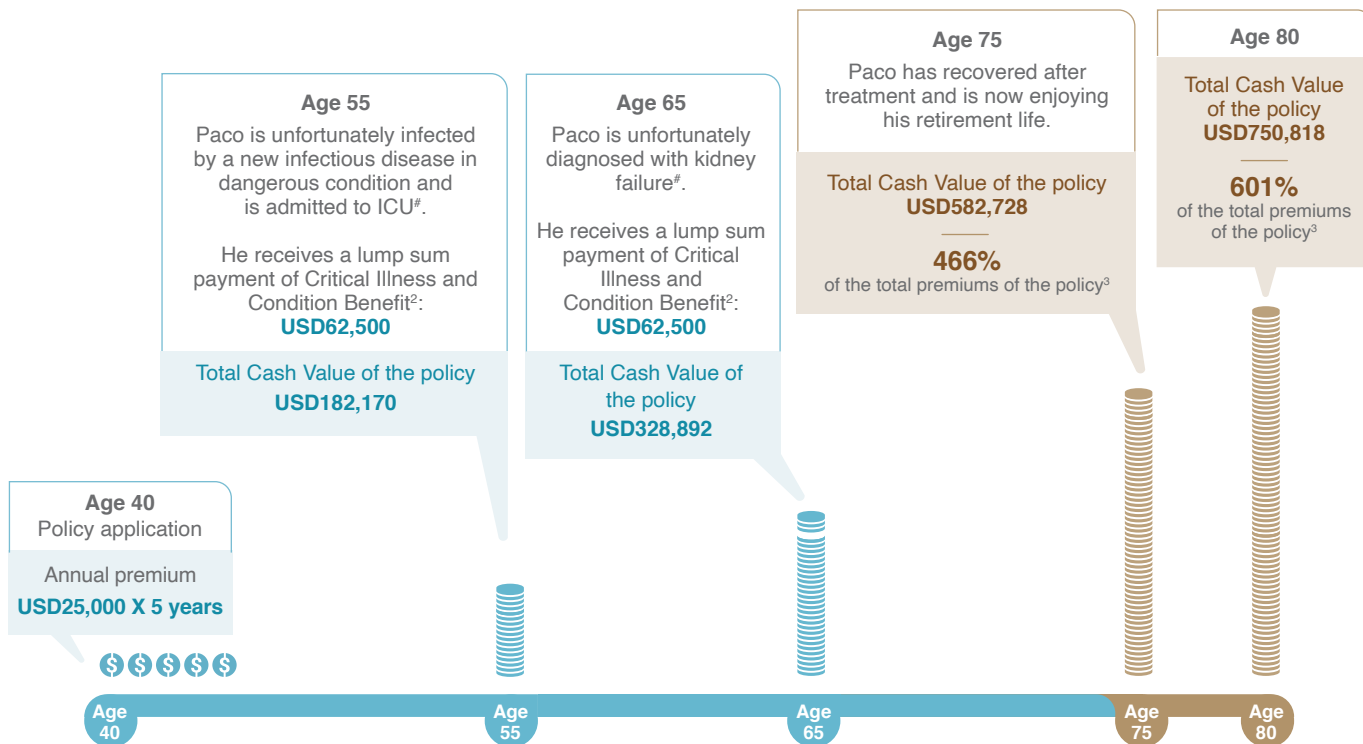 Age 40
Policy application
Annual premium
USD25,000 X 5 years
Age 55
Paco is unfortunately infected
by a new infectious disease in
dangerous condition and
is admitted to ICU#.
He receives a lump sum
payment of Critical Illness and
Condition Benefit2:
USD62,500
Total Cash Value of the policy
USD182,170
Age 65
Paco is unfortunately
diagnosed with kidney
failure#.
He receives a lump sum
payment of Critical
Illness and
Condition Benefit2:
USD62,500
Total Cash Value of
the policy
USD328,892
Age 75
Paco has recovered after
treatment and is now enjoying
his retirement life.
Total Cash Value of the policy
USD582,728
466%
of the total premiums of the policy3
Age 80
Total Cash Value
of the policy
USD750,818
601%
of the total premiums
of the policy3
$ $ $ $ $
Age
40
Age
55
Age
65
Age
75
Age
80